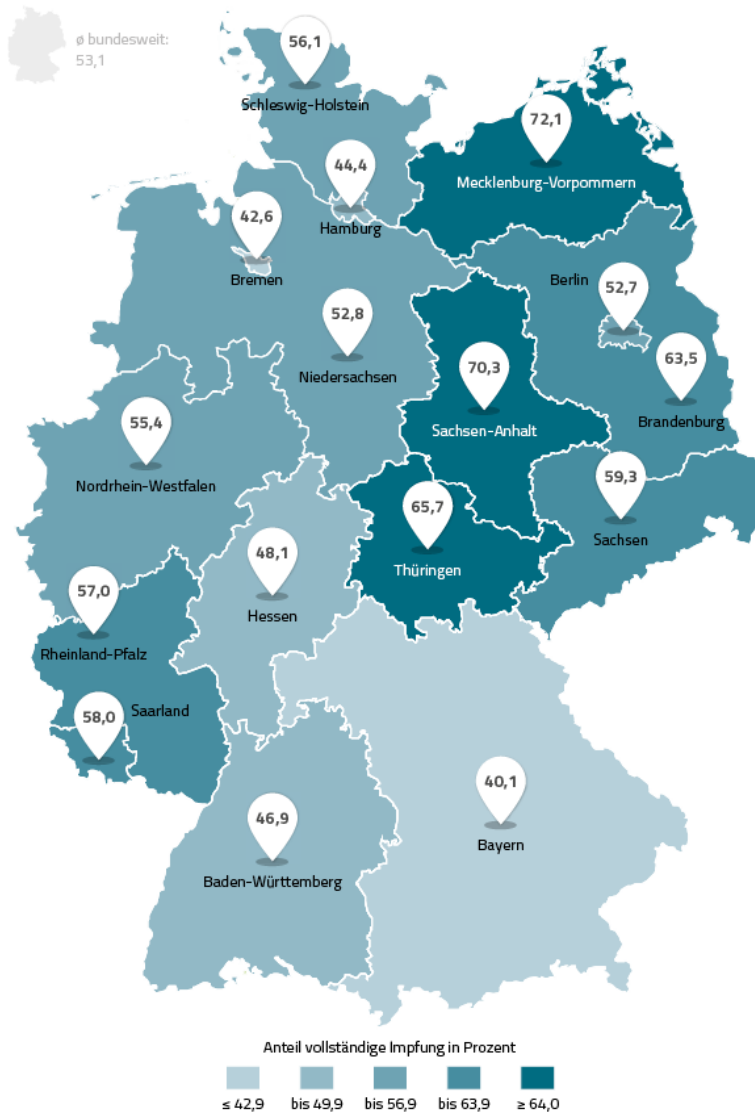 ø bundesweit:
53,1
56,1
Schleswig-Holstein
72,1
Mecklenburg-Vorpommern
44,4
Hamburg
42,6
Bremen
Berlin
52,7
52,8
Niedersachsen
63,5
Brandenburg
70,3
Sachsen-Anhalt
55,4
Nordrhein-Westfalen
59,3
Sachsen
65,7
Thüringen
48,1
Hessen
57,0
Rheinland-Pfalz
58,0
Saarland
40,1
Bayern
46,9
Baden-Württemberg
Anteil vollständige Impfung in Prozent
≤ 42,9 bis 49,9 bis 56,9 bis 63,9 ≥ 64,0